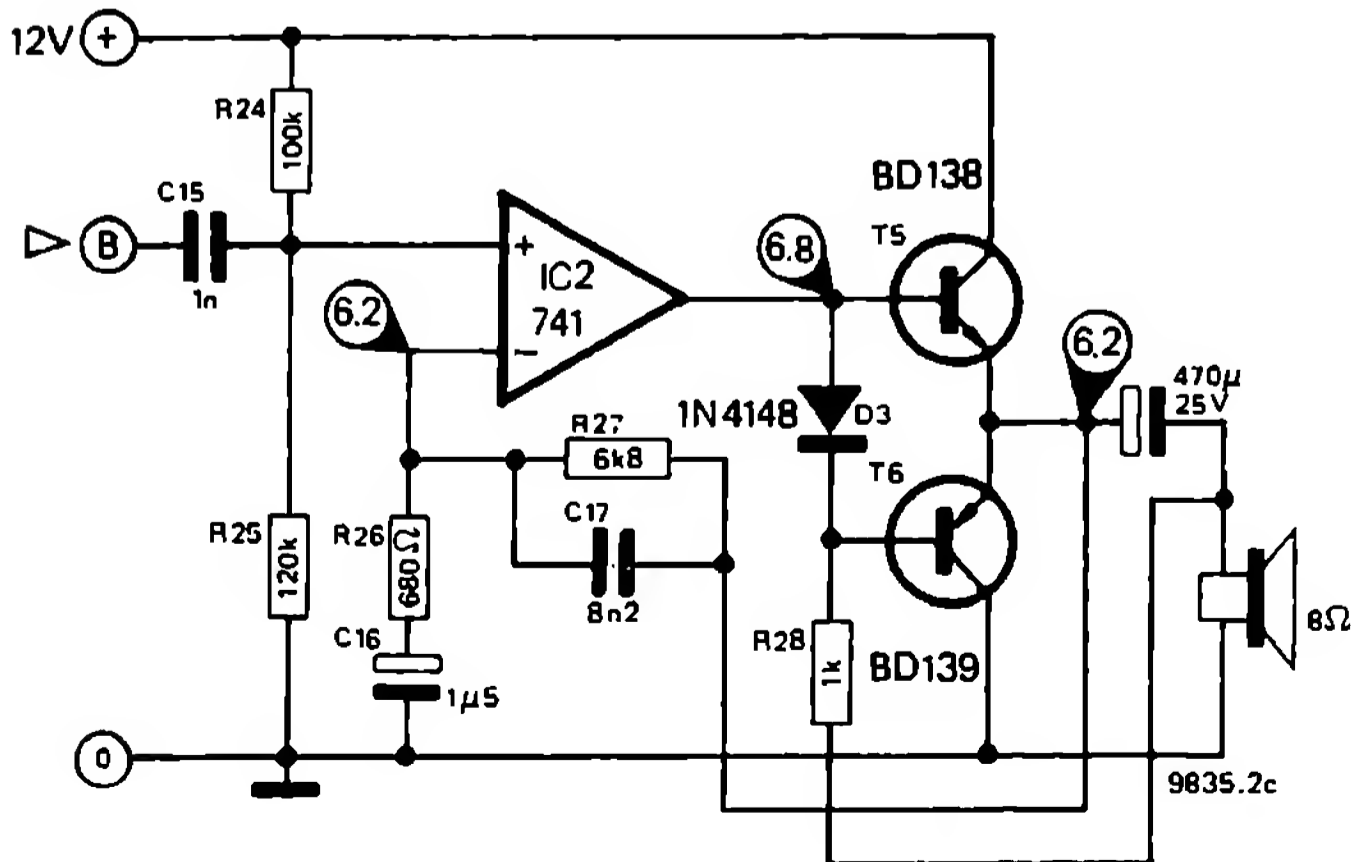 12V +
R24
100k
C15
B
1n
+
IC2
741
−
6.2
6.8
BD138
T5
6.2
470µ
25V
1N4148
D3
R27
6k8
T6
C17
8n2
R25
120k
R26
680Ω
C16
1µ5
R28
1k
BD139
8Ω
0
9835.2c